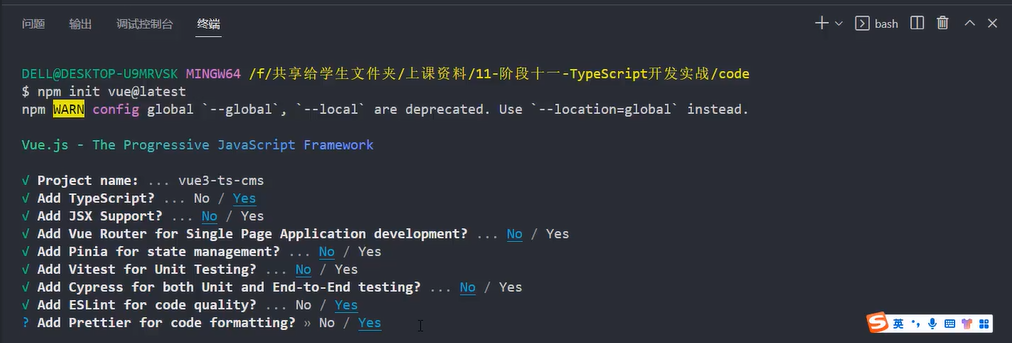 问题 输出 调试控制台 终端 bash
DELL@DESKTOP-U9MRVSK MINGW64 /f/共享给学生文件夹/上课资料/11-阶段十一-TypeScript开发实战/code
$ npm init vue@latest
npm WARN config global `--global`, `--local` are deprecated. Use `--location=global` instead.
Vue.js - The Progressive JavaScript Framework
√ Project name: ... vue3-ts-cms
√ Add TypeScript? ... No / Yes
√ Add JSX Support? ... No / Yes
√ Add Vue Router for Single Page Application development? ... No / Yes
√ Add Pinia for state management? ... No / Yes
√ Add Vitest for Unit Testing? ... No / Yes
√ Add Cypress for both Unit and End-to-End testing? ... No / Yes
√ Add ESLint for code quality? ... No / Yes
? Add Prettier for code formatting? » No / Yes
S 英